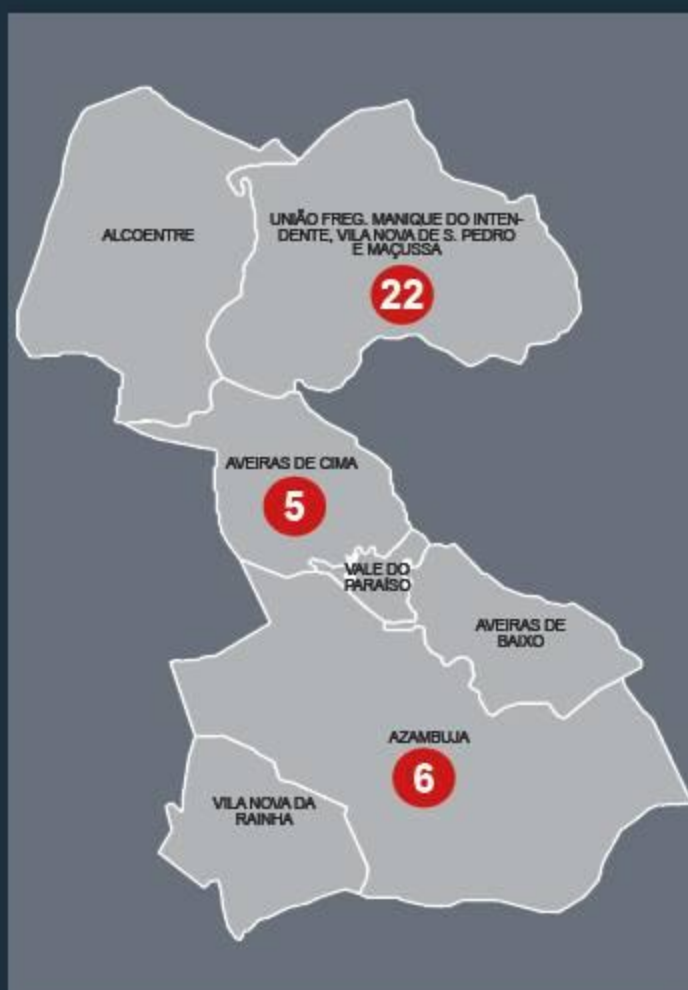 ALCOENTRE
UNIÃO FREG. MANIQUE DO INTEN-
DENTE, VILA NOVA DE S. PEDRO
E MAÇUSSA
22
AVEIRAS DE CIMA
5
VALE DO
PARAÍSO
AVEIRAS DE
BAIXO
AZAMBUJA
6
VILA NOVA DA
RAINHA